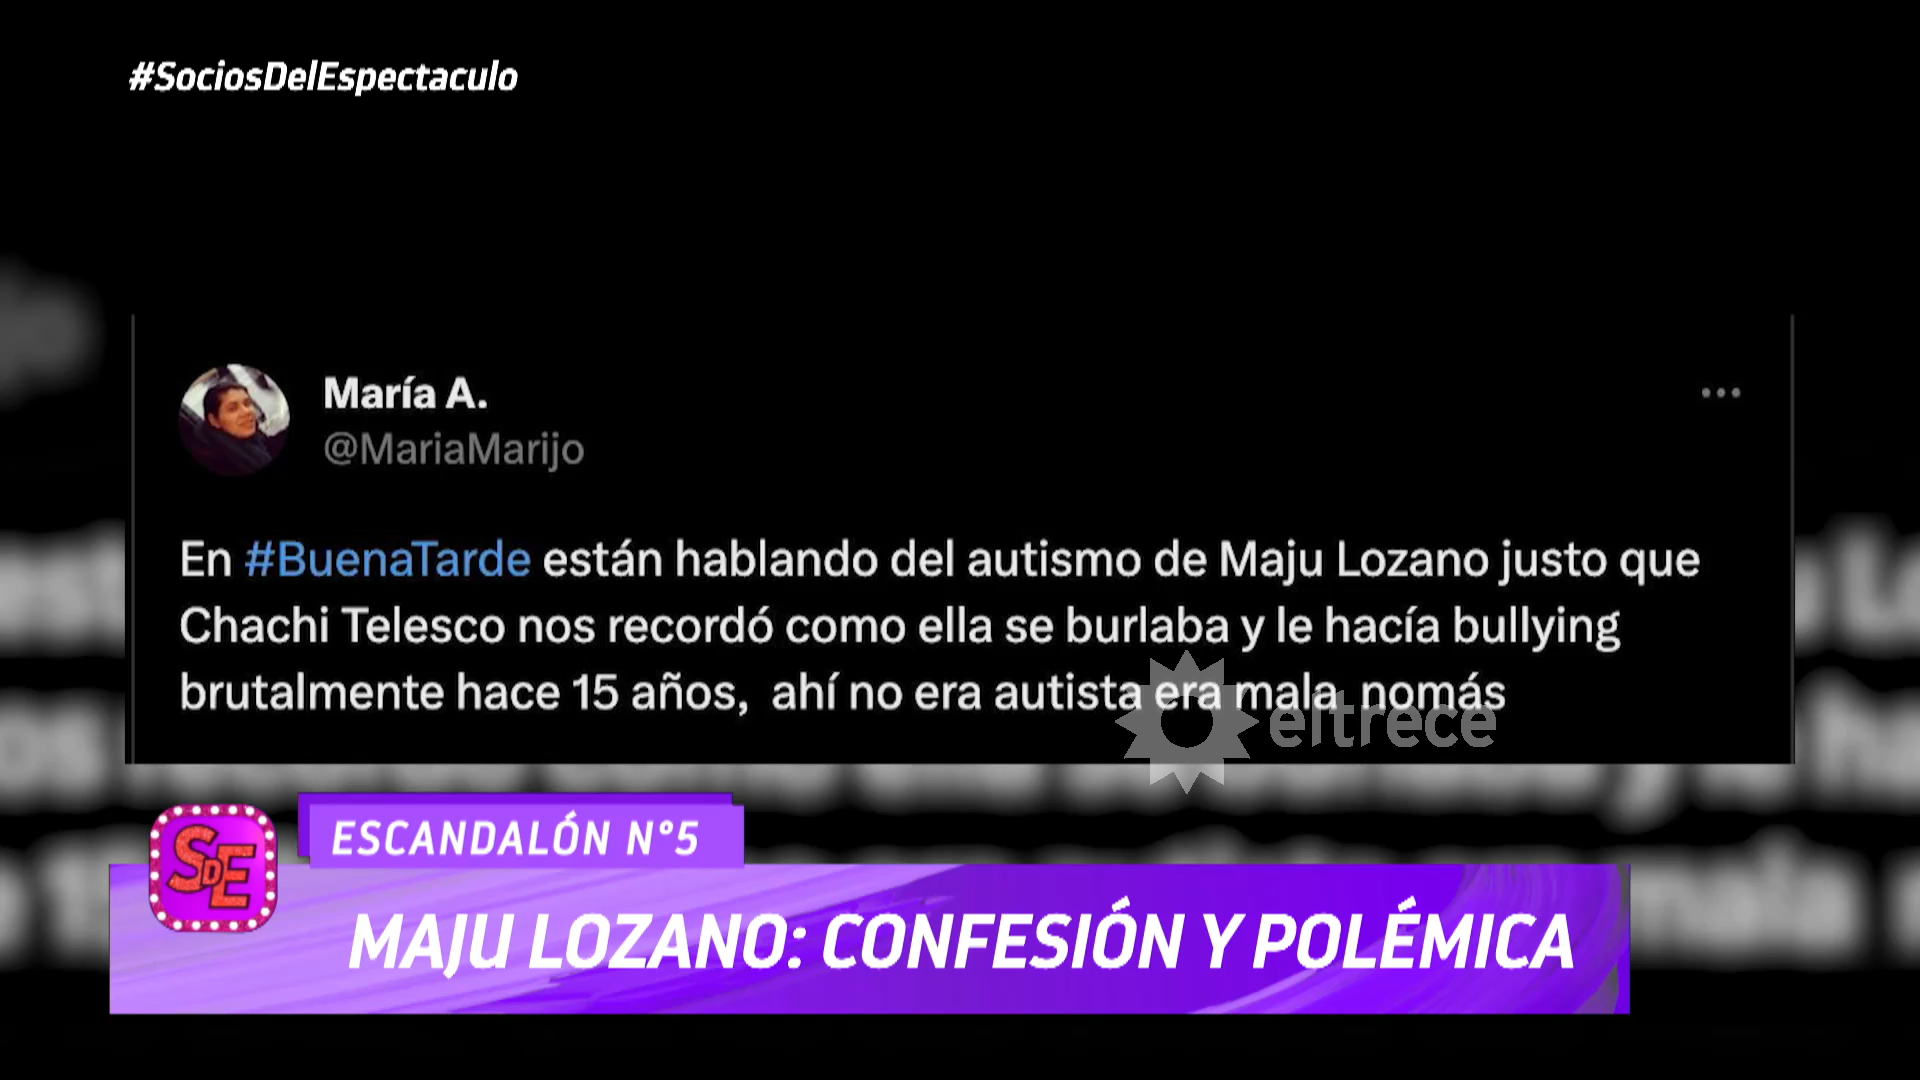 #SociosDelEspectaculo
María A.
@MariaMarijo
En #BuenaTarde están hablando del autismo de Maju Lozano justo que
Chachi Telesco nos recordó como ella se burlaba y le hacía bullying
brutalmente hace 15 años, ahí no era autista era mala nomás
eltrece
SDE
ESCANDALÓN N°5
MAJU LOZANO: CONFESIÓN Y POLÉMICA